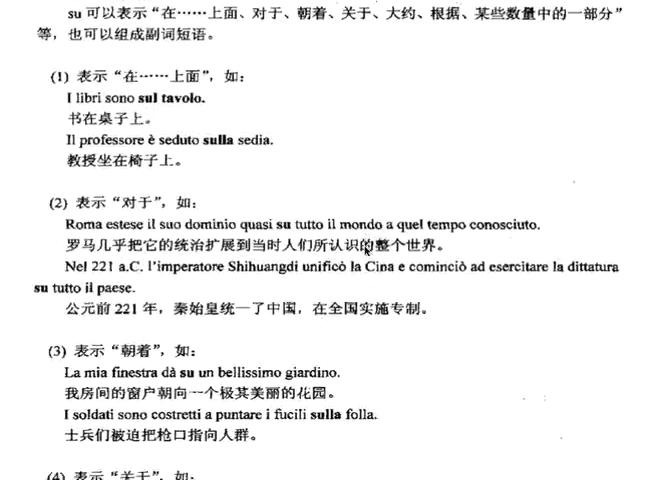 su 可以表示“在……上面、对于、朝着、关于、大约、根据、某些数量中的一部分”
等，也可以组成副词短语。
(1) 表示“在……上面”，如：
I libri sono sul tavolo.
书在桌子上。
Il professore è seduto sulla sedia.
教授坐在椅子上。
(2) 表示“对于”，如：
Roma estese il suo dominio quasi su tutto il mondo a quel tempo conosciuto.
罗马几乎把它的统治扩展到当时人们所认识的整个世界。
Nel 221 a.C. l’imperatore Shihuangdi unificò la Cina e cominciò ad esercitare la dittatura
su tutto il paese.
公元前 221 年，秦始皇统一了中国，在全国实施专制。
(3) 表示“朝着”，如：
La mia finestra dà su un bellissimo giardino.
我房间的窗户朝向一个极其美丽的花园。
I soldati sono costretti a puntare i fucili sulla folla.
士兵们被迫把枪口指向人群。
(4) 表示“关于”，如：